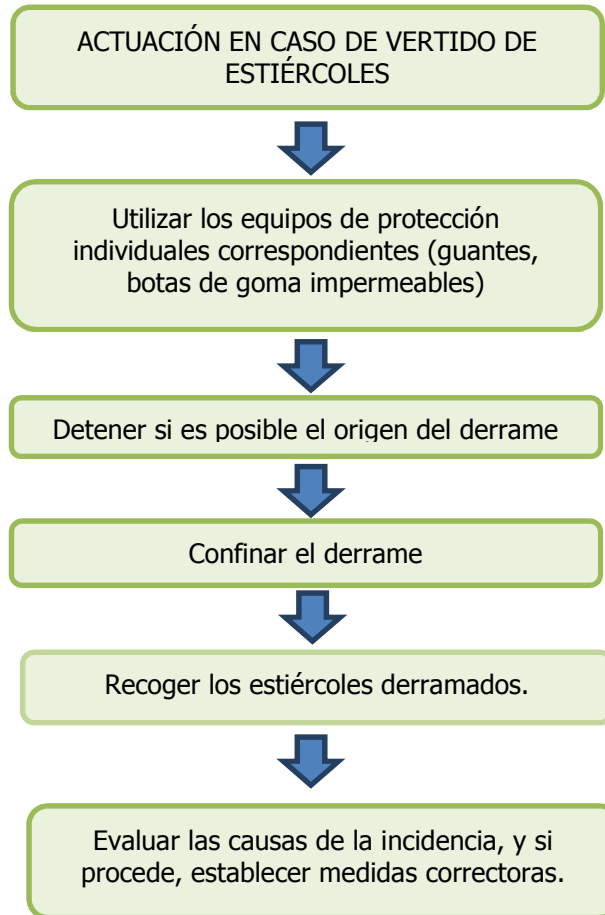 ACTUACIÓN EN CASO DE VERTIDO DE
ESTIÉRCOLES
Utilizar los equipos de protección
individuales correspondientes (guantes,
botas de goma impermeables)
Detener si es posible el origen del derrame
Confinar el derrame
Recoger los estiércoles derramados.
Evaluar las causas de la incidencia, y si
procede, establecer medidas correctoras.